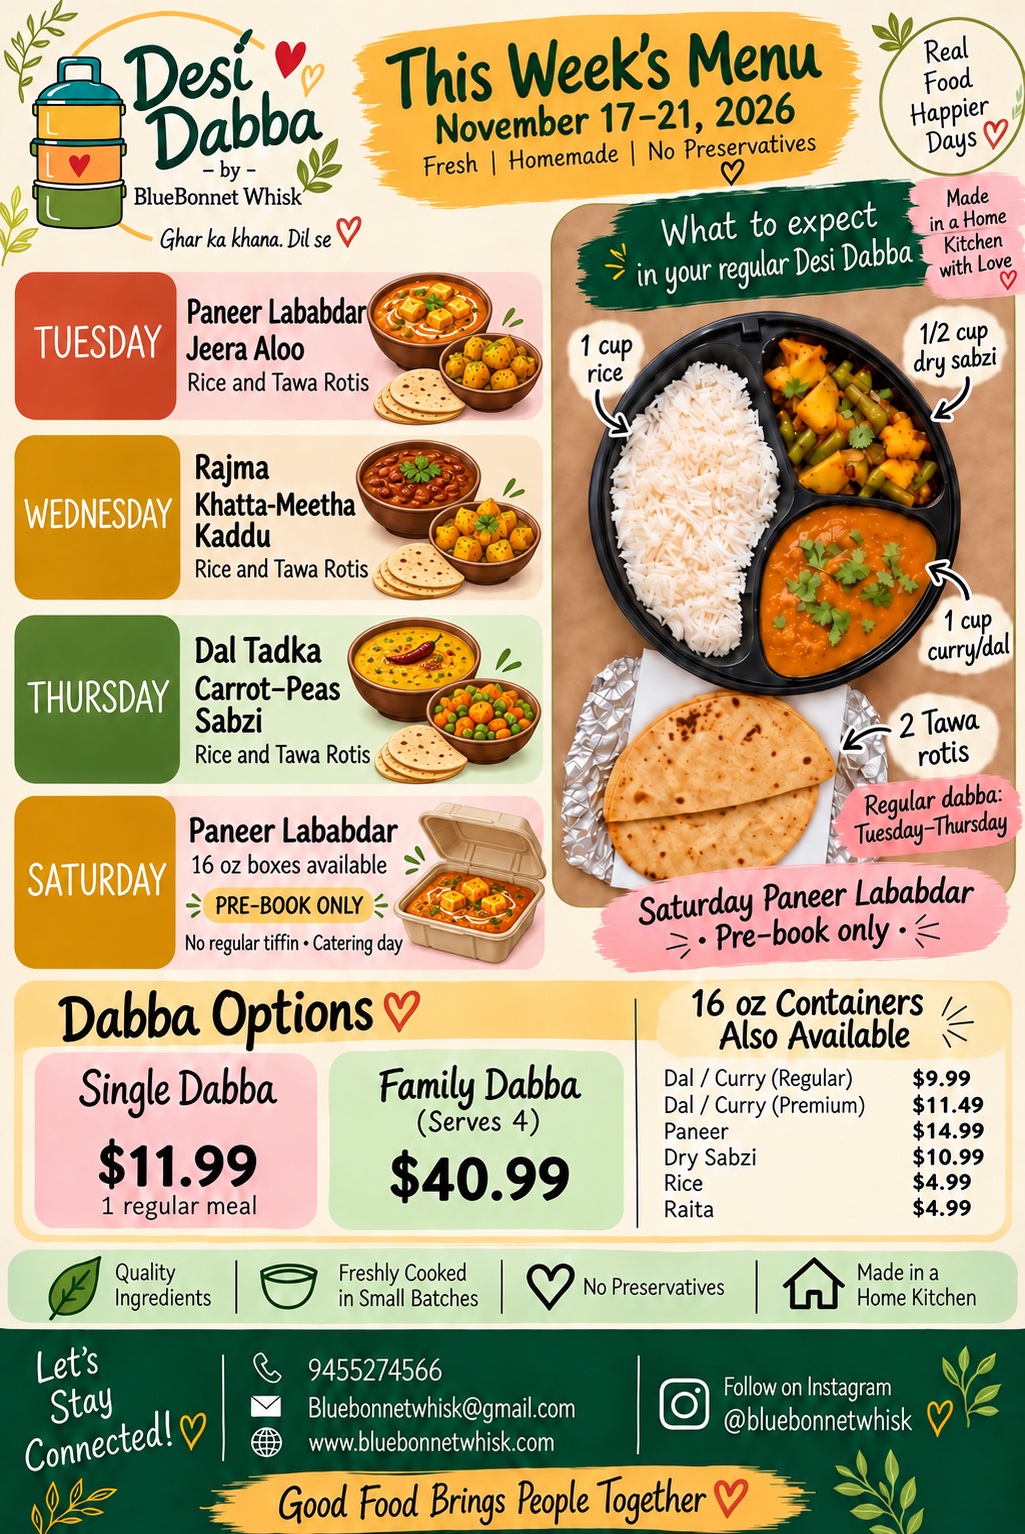 Desi
Dabba
- by -
BlueBonnet Whisk
Ghar ka khana. Dil se
This Week's Menu
November 17–21, 2026
Fresh | Homemade | No Preservatives
Real
Food
Happier
Days
What to expect
in your regular Desi Dabba
Made
in a Home
Kitchen
with Love
TUESDAY
Paneer Lababdar
Jeera Aloo
Rice and Tawa Rotis
WEDNESDAY
Rajma
Khatta-Meetha
Kaddu
Rice and Tawa Rotis
THURSDAY
Dal Tadka
Carrot–Peas
Sabzi
Rice and Tawa Rotis
SATURDAY
Paneer Lababdar
16 oz boxes available
PRE-BOOK ONLY
No regular tiffin • Catering day
1 cup
rice
1/2 cup
dry sabzi
1 cup
curry/dal
2 Tawa
rotis
Regular dabba:
Tuesday–Thursday
Saturday Paneer Lababdar
• Pre-book only •
Dabba Options
Single Dabba
$11.99
1 regular meal
Family Dabba
(Serves 4)
$40.99
16 oz Containers
Also Available
Dal / Curry (Regular) $9.99
Dal / Curry (Premium) $11.49
Paneer $14.99
Dry Sabzi $10.99
Rice $4.99
Raita $4.99
Quality
Ingredients
Freshly Cooked
in Small Batches
No Preservatives
Made in a
Home Kitchen
Let's
Stay
Connected!
9455274566
Bluebonnetwhisk@gmail.com
www.bluebonnetwhisk.com
Follow on Instagram
@bluebonnetwhisk
Good Food Brings People Together